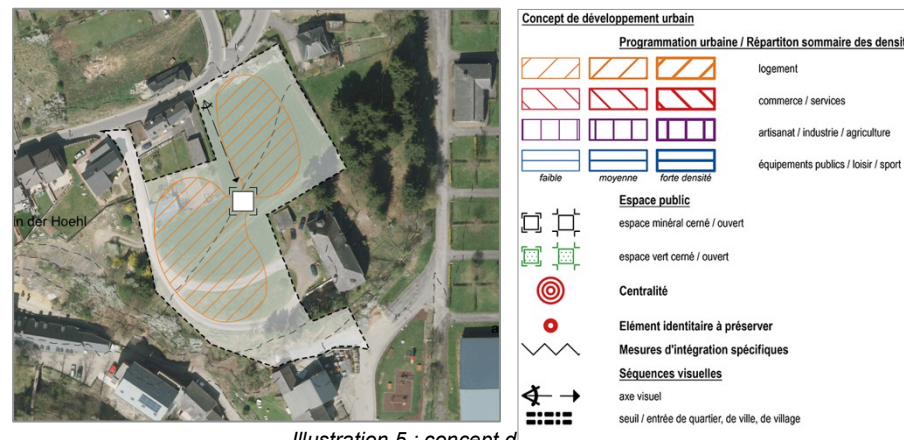 in der Hoehl
Concept de développement urbain
Programmation urbaine / Répartiton sommaire des densit
logement
commerce / services
artisanat / industrie / agriculture
équipements publics / loisir / sport
faible moyenne forte densité
Espace public
espace minéral cerné / ouvert
espace vert cerné / ouvert
Centralité
Elément identitaire à préserver
Mesures d'intégration spécifiques
Séquences visuelles
axe visuel
seuil / entrée de quartier, de ville, de village
Illustration 5 : concept d